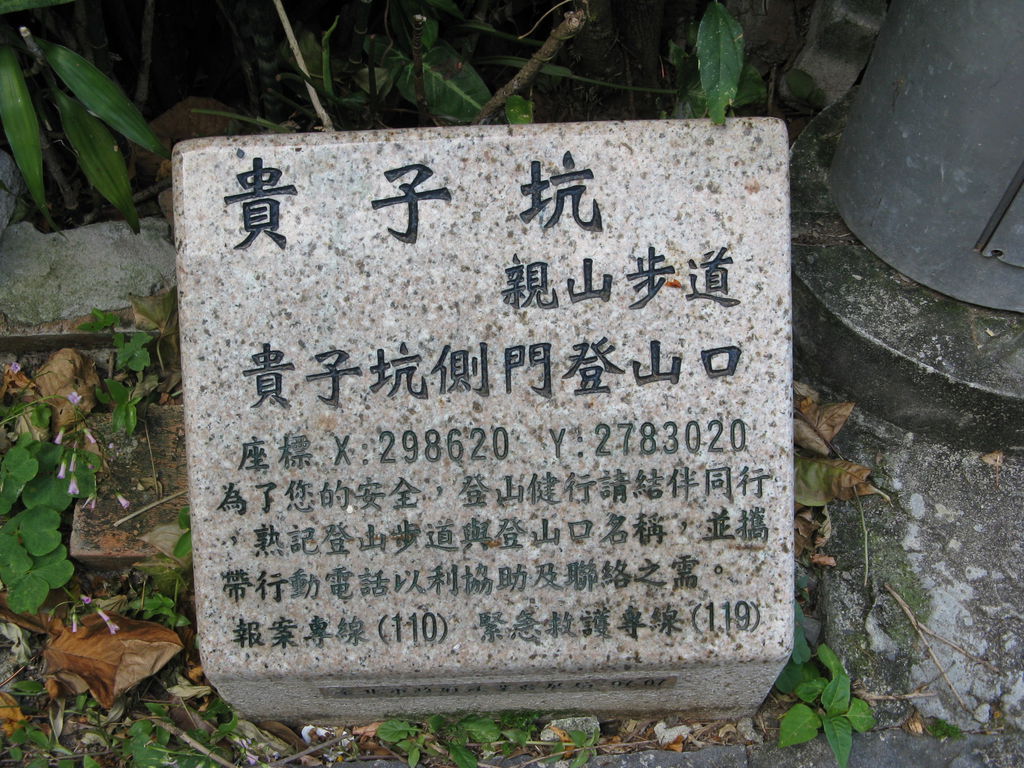 貴子坑
親山步道
貴子坑側門登山口
座標 X:298620 Y:2783020
為了您的安全，登山健行請結伴同行
，熟記登山步道與登山口名稱，並攜
帶行動電話以利協助及聯絡之需。
報案專線(110) 緊急救護專線(119)